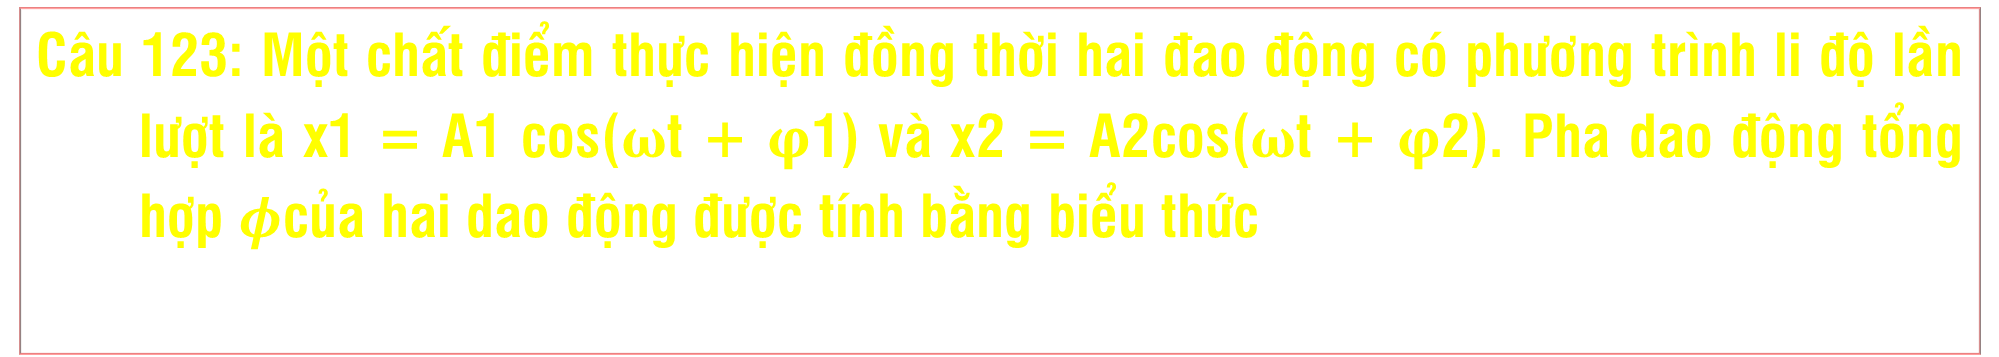 Câu 123: Một chất điểm thực hiện đồng thời hai đao động có phương trình li độ lần
lượt là x1 = A1 cos(ωt + φ1) và x2 = A2cos(ωt + φ2). Pha dao động tổng
hợp ϕcủa hai dao động được tính bằng biểu thức